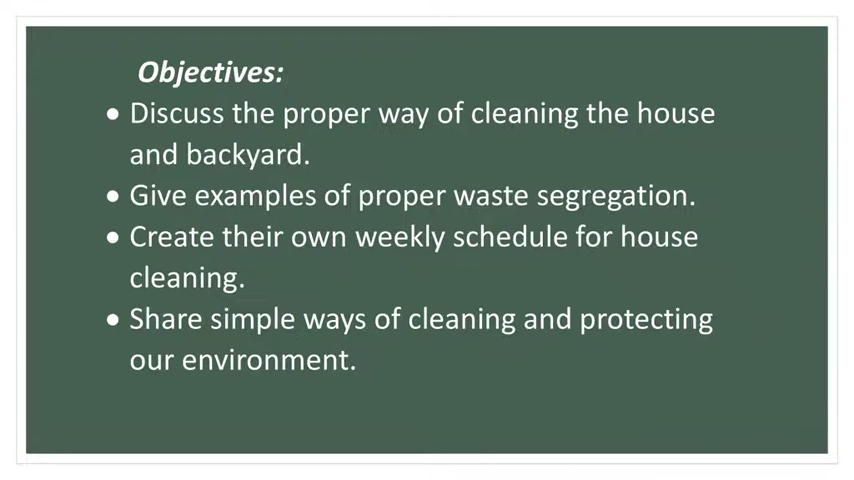 Objectives:
• Discuss the proper way of cleaning the house
and backyard.
• Give examples of proper waste segregation.
• Create their own weekly schedule for house
cleaning.
• Share simple ways of cleaning and protecting
our environment.